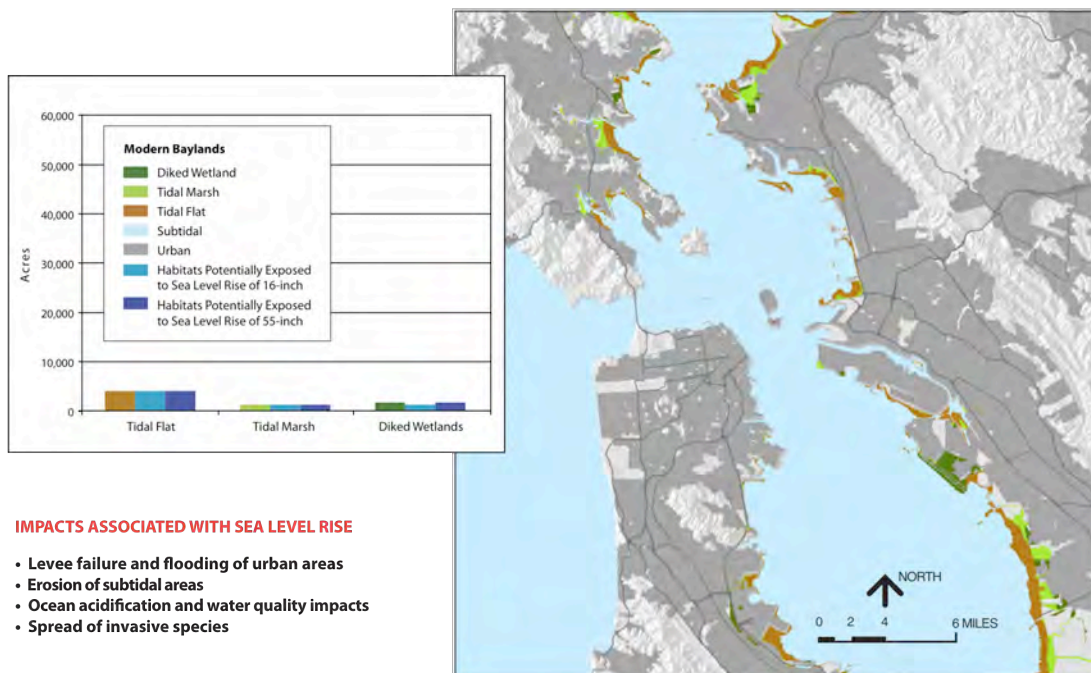 Acres
60,000
50,000
40,000
30,000
20,000
10,000
0
Modern Baylands
Diked Wetland
Tidal Marsh
Tidal Flat
Subtidal
Urban
Habitats Potentially Exposed
to Sea Level Rise of 16-inch
Habitats Potentially Exposed
to Sea Level Rise of 55-inch
Tidal Flat
Tidal Marsh
Diked Wetlands
IMPACTS ASSOCIATED WITH SEA LEVEL RISE
• Levee failure and flooding of urban areas
• Erosion of subtidal areas
• Ocean acidification and water quality impacts
• Spread of invasive species
NORTH
0 2 4 6 MILES